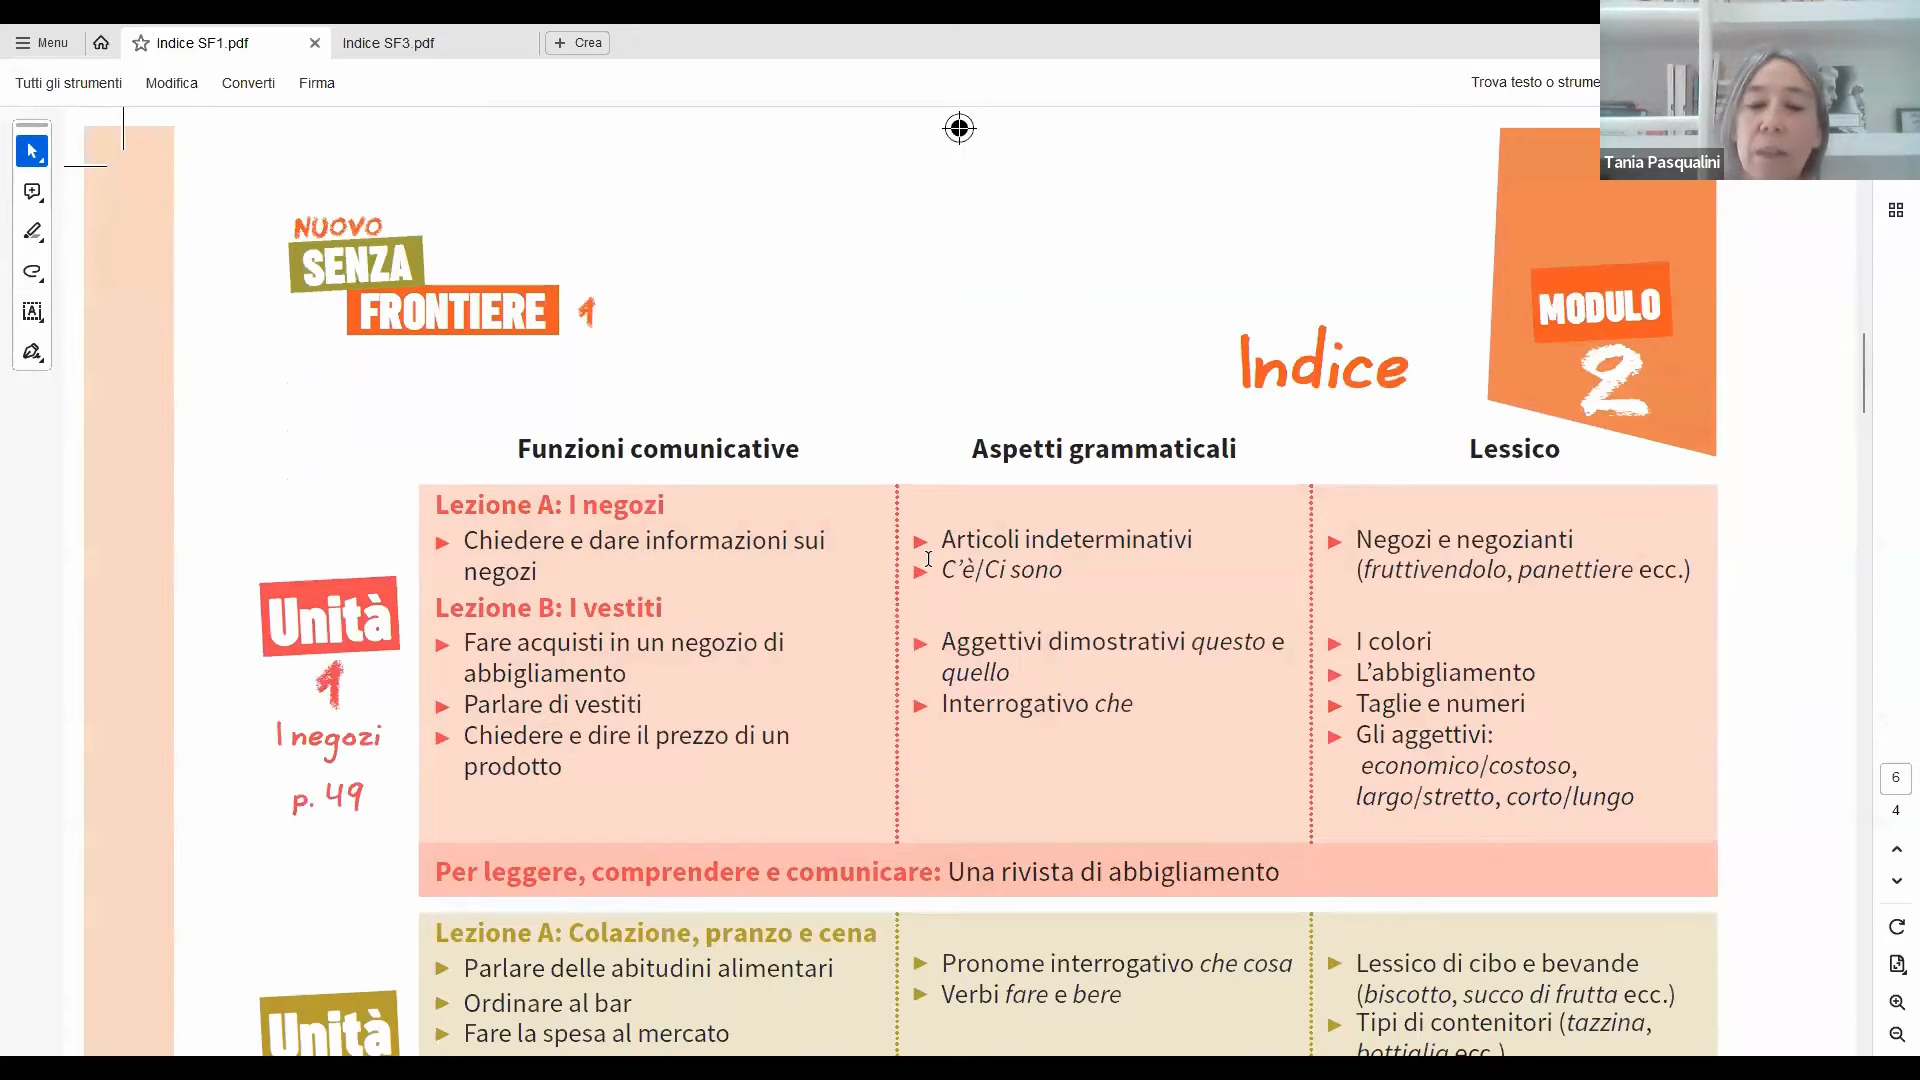 Menu
Indice SF1.pdf
Indice SF3.pdf
Crea
Tutti gli strumenti
Modifica
Converti
Firma
Trova testo o strume
Tania Pasqualini
NUOVO
SENZA
FRONTIERE 1
Indice
MODULO
2
Funzioni comunicative
Aspetti grammaticali
Lessico
Unità
1
I negozi
p. 49
Lezione A: I negozi
Chiedere e dare informazioni sui
negozi
Articoli indeterminativi
C'è/Ci sono
Negozi e negozianti
(fruttivendolo, panettiere ecc.)
Lezione B: I vestiti
Fare acquisti in un negozio di
abbigliamento
Parlare di vestiti
Chiedere e dire il prezzo di un
prodotto
Aggettivi dimostrativi questo e
quello
Interrogativo che
I colori
L'abbigliamento
Taglie e numeri
Gli aggettivi:
economico/costoso,
largo/stretto, corto/lungo
Per leggere, comprendere e comunicare: Una rivista di abbigliamento
Unità
Lezione A: Colazione, pranzo e cena
Parlare delle abitudini alimentari
Ordinare al bar
Fare la spesa al mercato
Pronome interrogativo che cosa
Verbi fare e bere
Lessico di cibo e bevande
(biscotto, succo di frutta ecc.)
Tipi di contenitori (tazzina,
bottiglia ecc.)
6
4